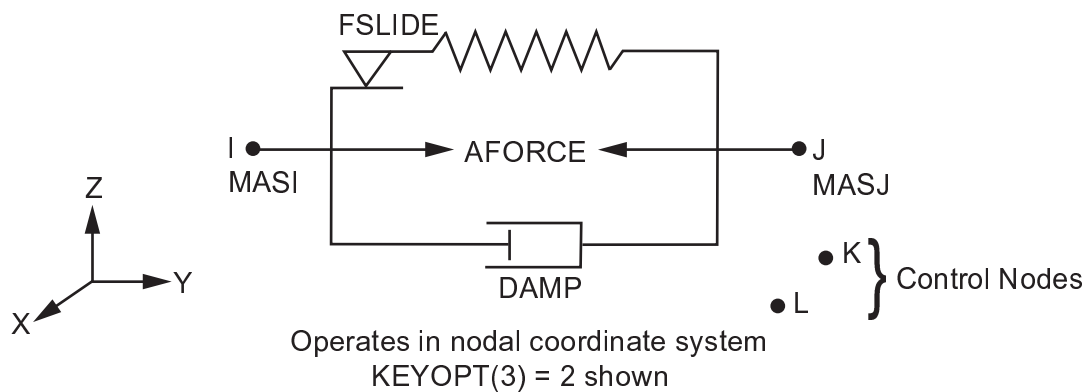 FSLIDE
I
AFORCE
J
MASI
MASJ
Z
K
Y
Control Nodes
DAMP
L
X
Operates in nodal coordinate system
KEYOPT(3) = 2 shown